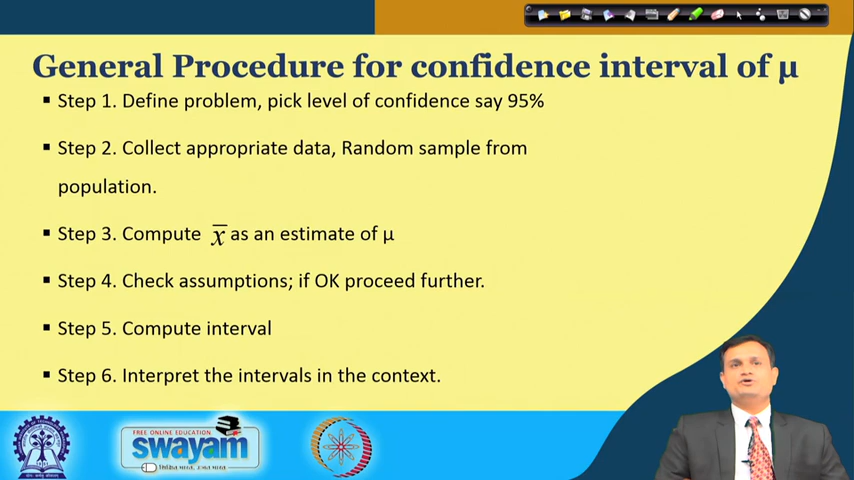 General Procedure for confidence interval of μ
▪ Step 1. Define problem, pick level of confidence say 95%
▪ Step 2. Collect appropriate data, Random sample from
population.
▪ Step 3. Compute x̅ as an estimate of μ
▪ Step 4. Check assumptions; if OK proceed further.
▪ Step 5. Compute interval
▪ Step 6. Interpret the intervals in the context.
FREE ONLINE EDUCATION
swayam